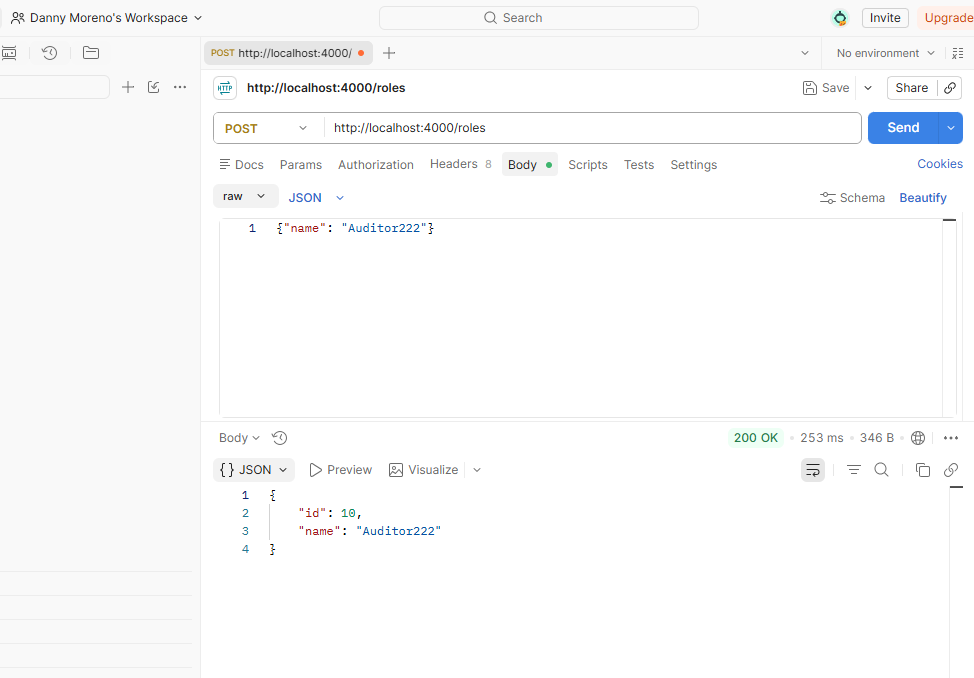 Danny Moreno's Workspace
Search
Invite
Upgrade
POST http://localhost:4000/
No environment
HTTP http://localhost:4000/roles
Save
Share
POST http://localhost:4000/roles
Send
Docs Params Authorization Headers 8 Body Scripts Tests Settings
Cookies
raw JSON
Schema Beautify
1 {"name": "Auditor222"}
Body
200 OK • 253 ms • 346 B
{} JSON Preview Visualize
1 {
2 "id": 10,
3 "name": "Auditor222"
4 }